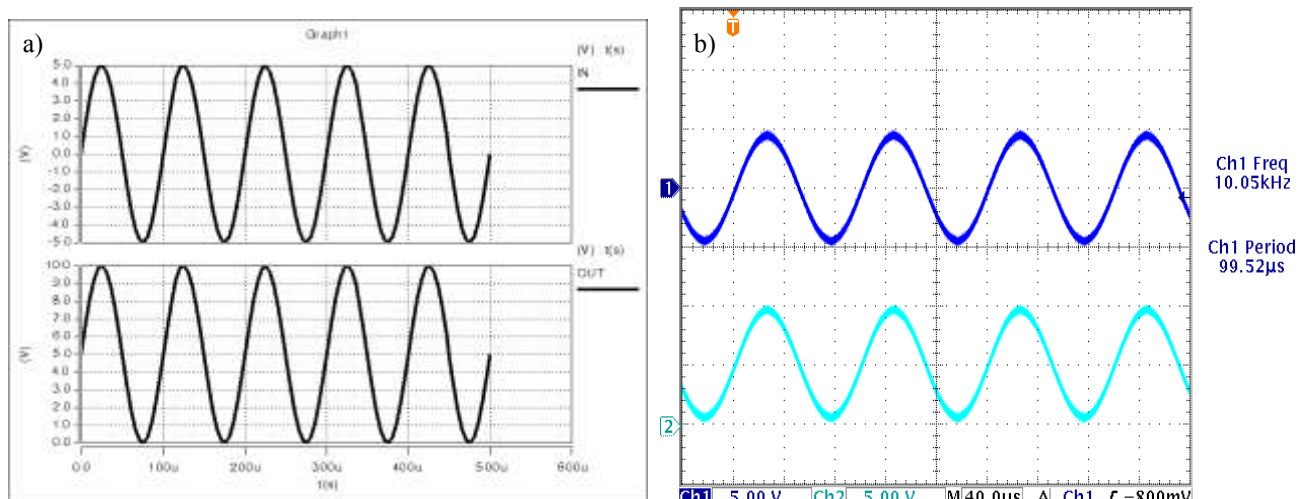 a)
Graph1
(V) t(s)
IN
5.0
4.0
3.0
2.0
1.0
0.0
-1.0
-2.0
-3.0
-4.0
-5.0
(V)
(V) t(s)
OUT
10.0
9.0
8.0
7.0
6.0
5.0
4.0
3.0
2.0
1.0
0.0
(V)
0.0 100u 200u 300u 400u 500u 600u
t(s)
b)
T
1
2
Ch1 Freq
10.05kHz
Ch1 Period
99.52µs
Ch1 5.00 V Ch2 5.00 V M 40.0µs A Ch1 -800mV